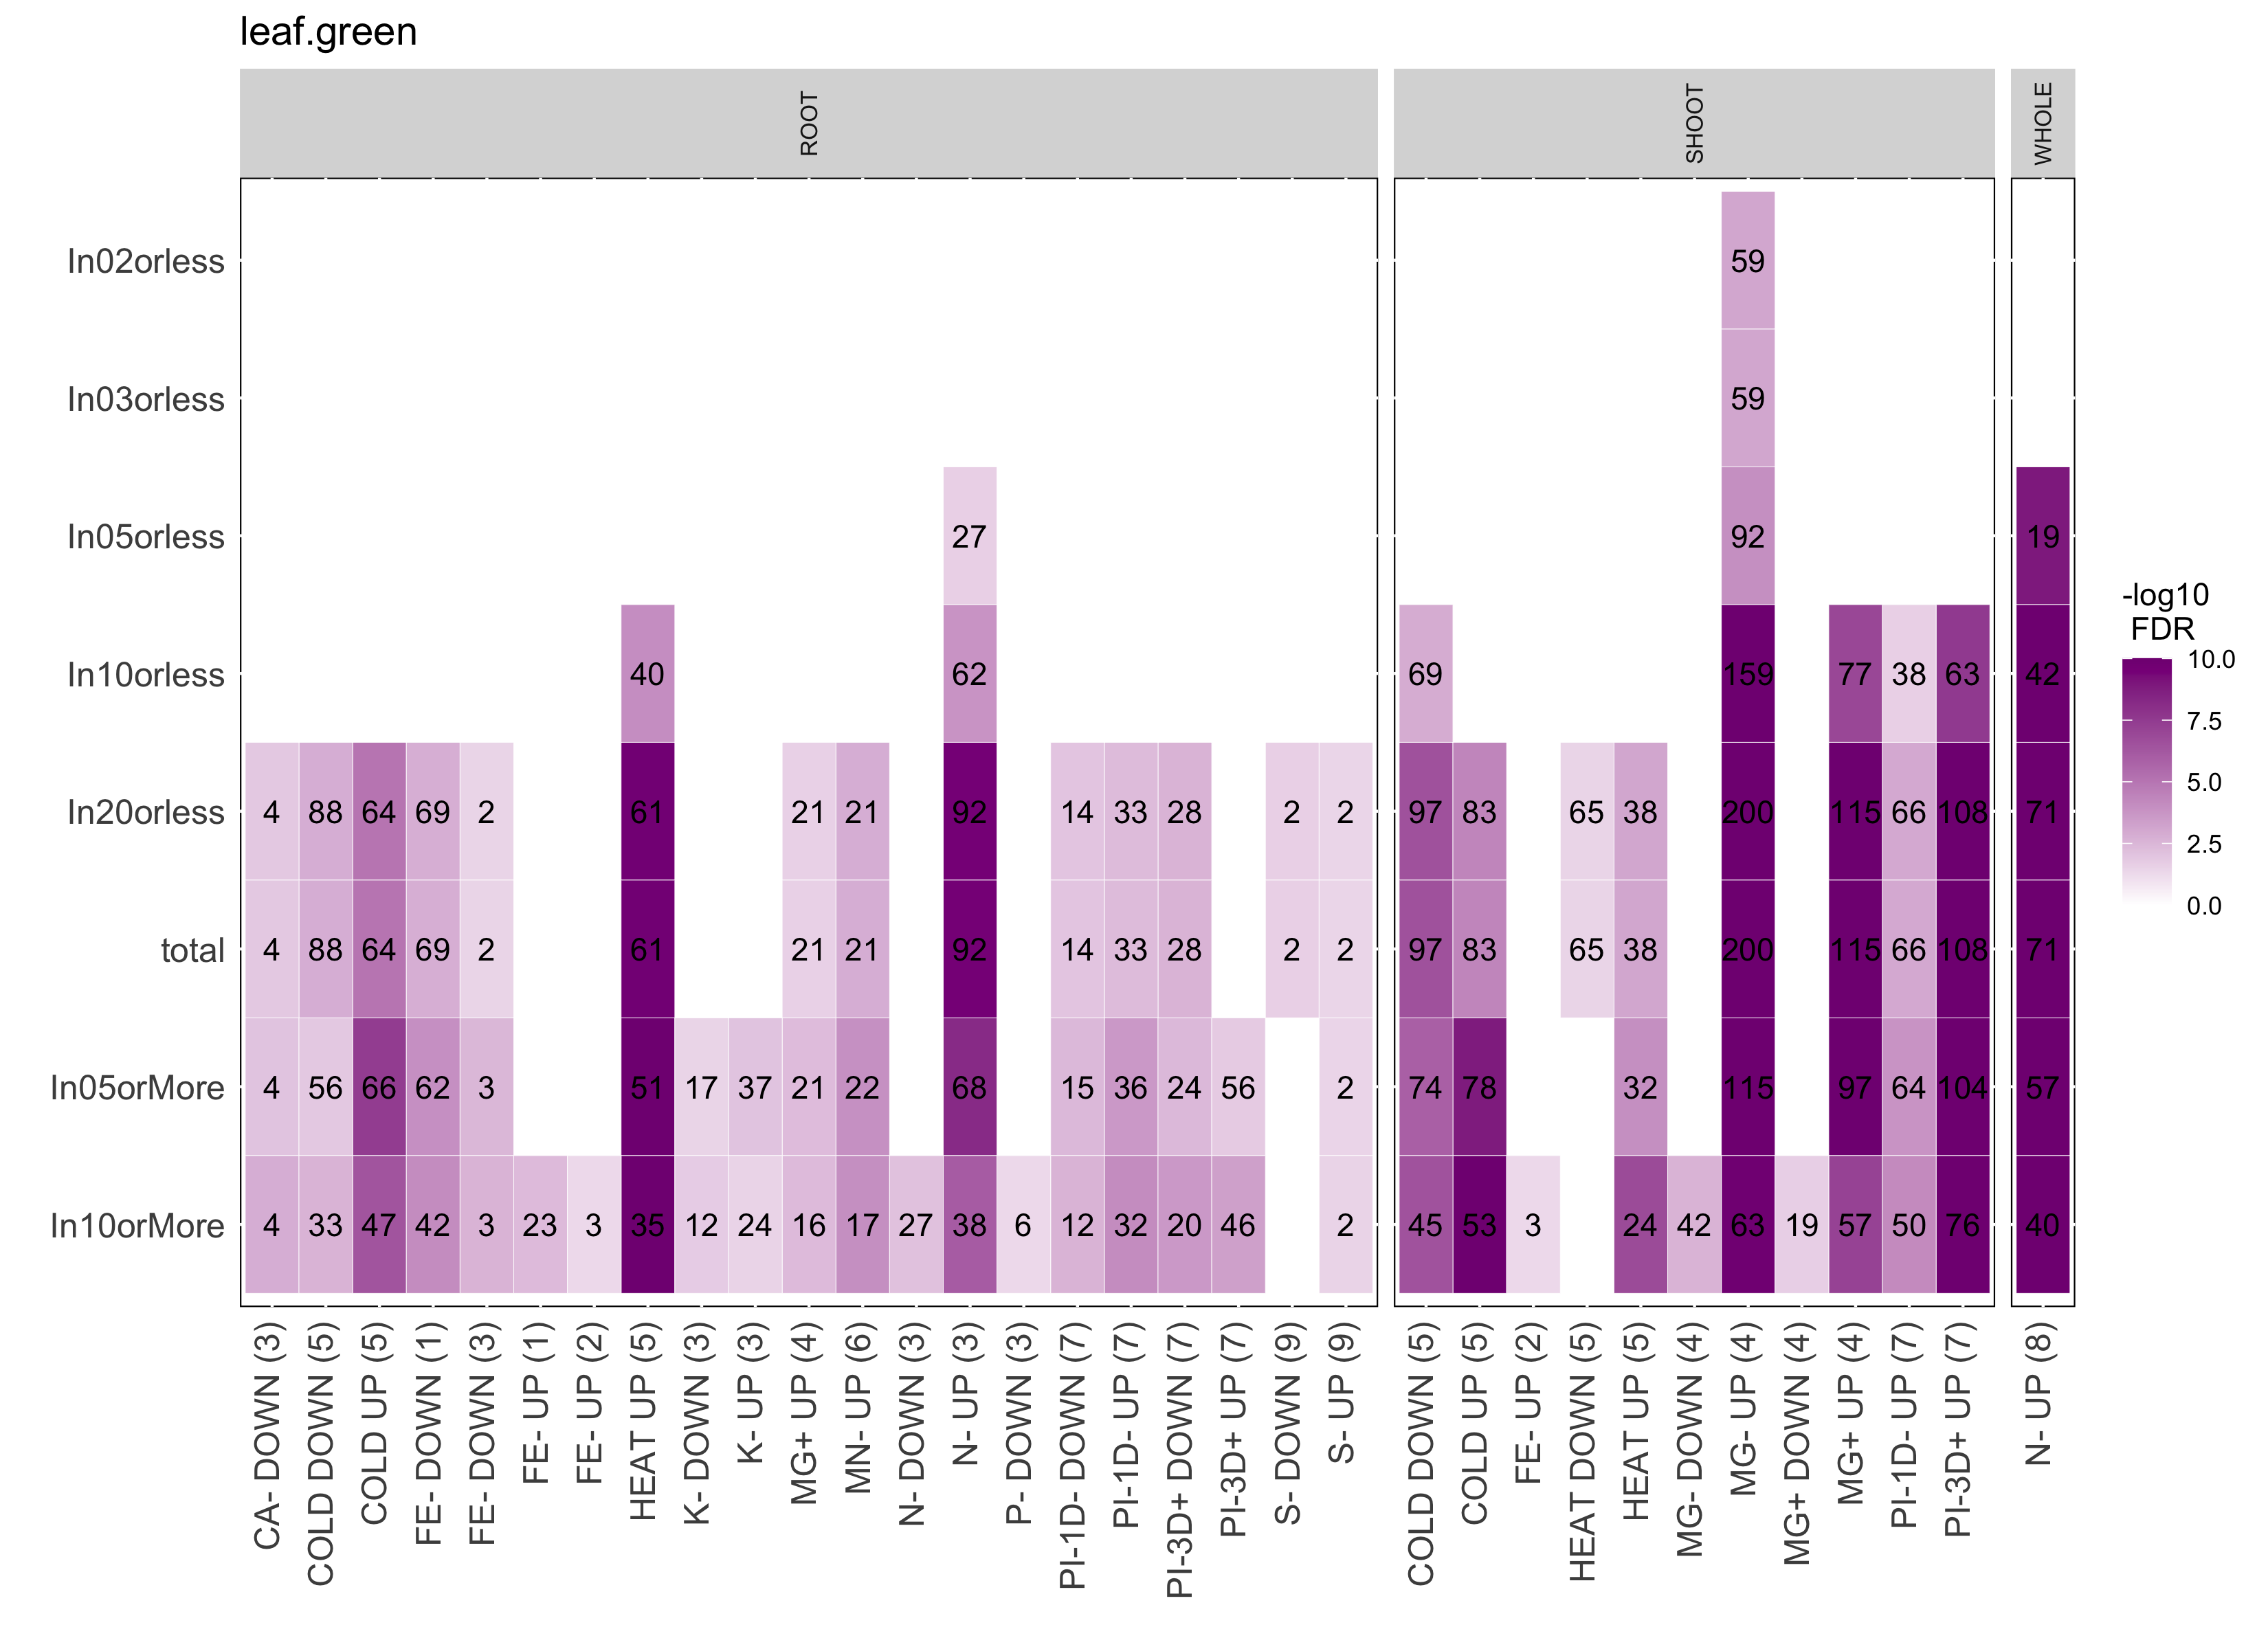 leaf.green
ROOT SHOOT WHOLE
In02orless 59
In03orless 59
In05orless 27 92 19
In10orless 40 62 69 159 77 38 63 42
In20orless 4 88 64 69 2 61 21 21 92 14 33 28 2 2 97 83 65 38 200 115 66 108 71
total 4 88 64 69 2 61 21 21 92 14 33 28 2 2 97 83 65 38 200 115 66 108 71
In05orMore 4 56 66 62 3 51 17 37 21 22 68 15 36 24 56 2 74 78 32 115 97 64 104 57
In10orMore 4 33 47 42 3 23 3 35 12 24 16 17 27 38 6 12 32 20 46 2 45 53 3 24 42 63 19 57 50 76 40
CA- DOWN (3)
COLD DOWN (5)
COLD UP (5)
FE- DOWN (1)
FE- DOWN (3)
FE- UP (1)
FE- UP (2)
HEAT UP (5)
K- DOWN (3)
K- UP (3)
MG+ UP (4)
MN- UP (6)
N- DOWN (3)
N- UP (3)
P- DOWN (3)
PI-1D- DOWN (7)
PI-1D- UP (7)
PI-3D+ DOWN (7)
PI-3D+ UP (7)
S- DOWN (9)
S- UP (9)
COLD DOWN (5)
COLD UP (5)
FE- UP (2)
HEAT DOWN (5)
HEAT UP (5)
MG- DOWN (4)
MG- UP (4)
MG+ DOWN (4)
MG+ UP (4)
PI-1D- UP (7)
PI-3D+ UP (7)
N- UP (8)
-log10
FDR
10.0
7.5
5.0
2.5
0.0